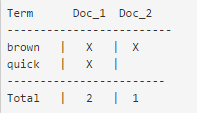 Term Doc_1 Doc_2
-------------------------
brown | X | X
quick | X |
------------------------
Total | 2 | 1